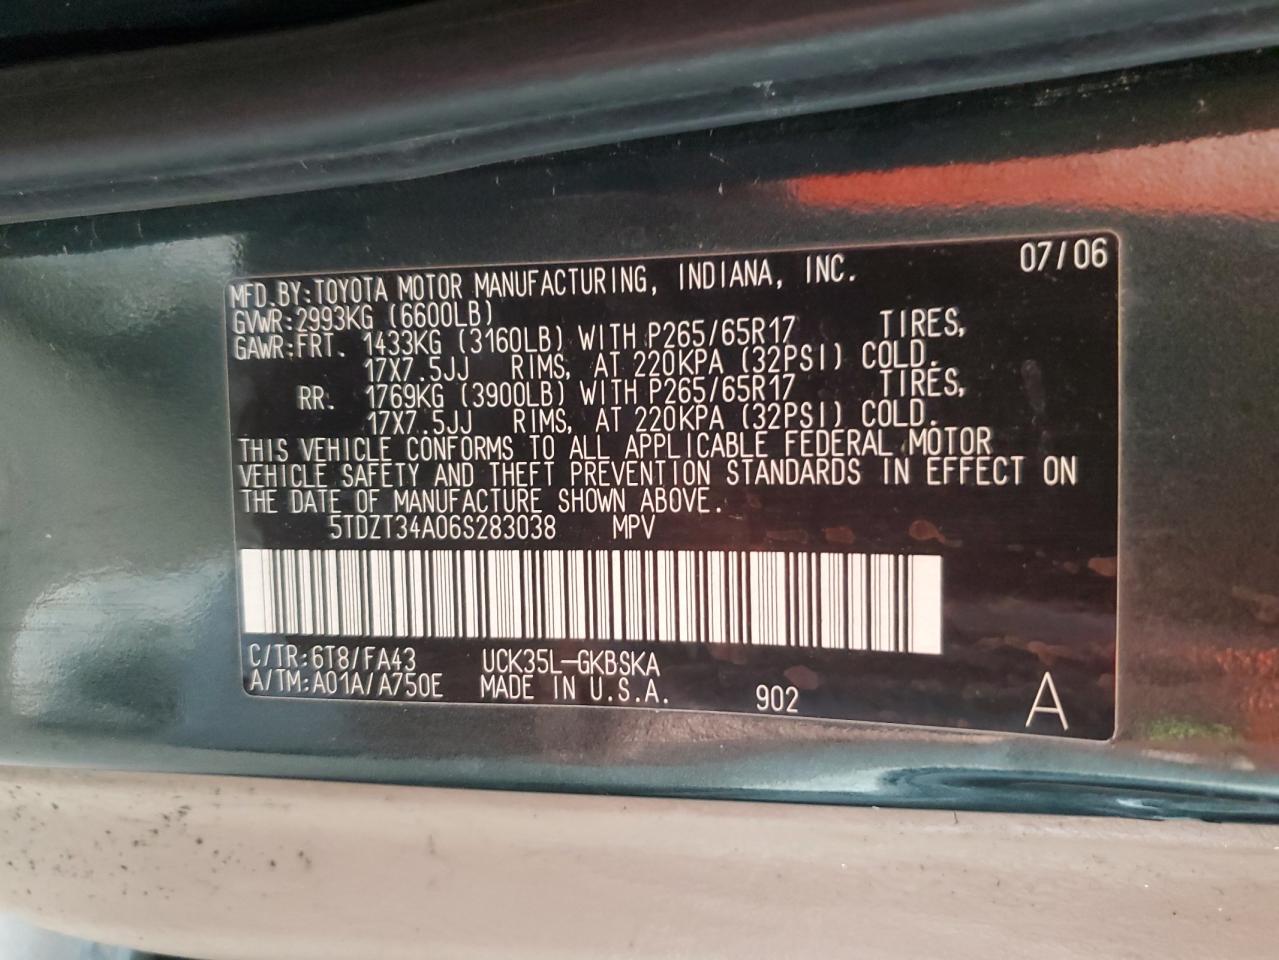 07/06
MFD.BY:TOYOTA MOTOR MANUFACTURING, INDIANA, INC.
GVWR:2993KG (6600LB)
GAWR:FRT. 1433KG (3160LB) WITH P265/65R17 TIRES,
17X7.5JJ RIMS, AT 220KPA (32PSI) COLD.
RR. 1769KG (3900LB) WITH P265/65R17 TIRES,
17X7.5JJ RIMS, AT 220KPA (32PSI) COLD.
THIS VEHICLE CONFORMS TO ALL APPLICABLE FEDERAL MOTOR
VEHICLE SAFETY AND THEFT PREVENTION STANDARDS IN EFFECT ON
THE DATE OF MANUFACTURE SHOWN ABOVE.
5TDZT34A06S283038 MPV
C/TR:6T8/FA43 UCK35L-GKBSKA
A/TM:A01A/A750E MADE IN U.S.A. 902 A